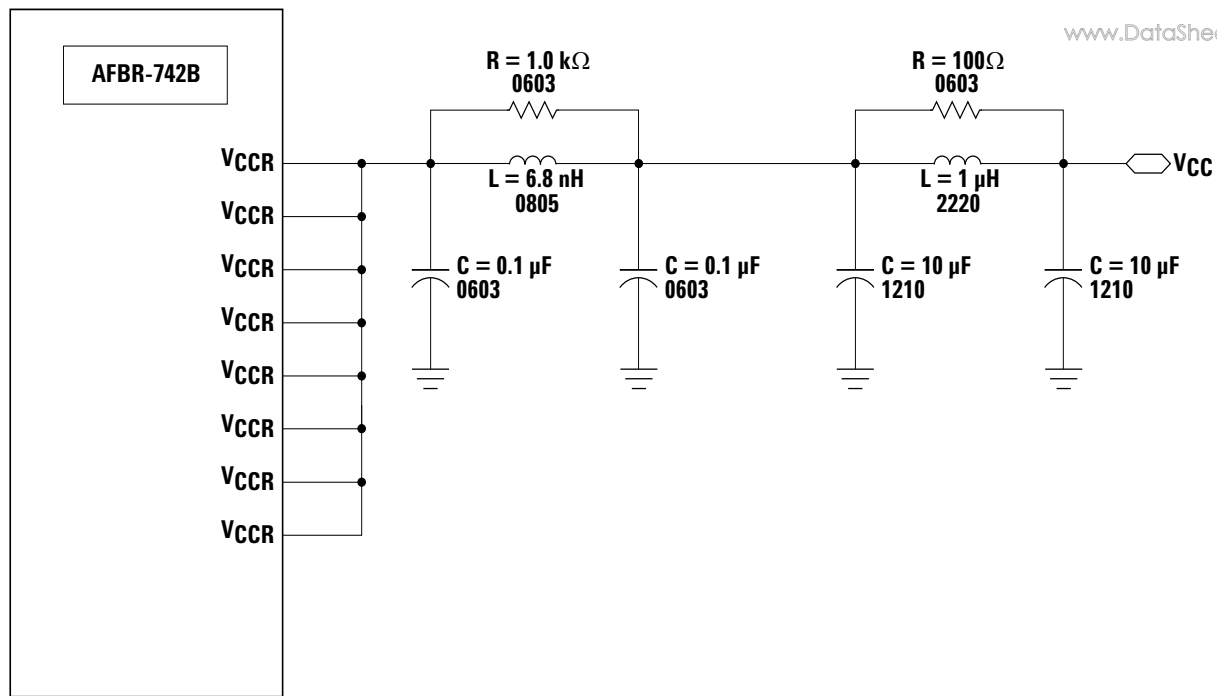 www.DataShe
AFBR-742B
R = 1.0 kΩ
0603
R = 100Ω
0603
VCCR
L = 6.8 nH
0805
L = 1 µH
2220
VCC
VCCR
VCCR
C = 0.1 µF
0603
C = 0.1 µF
0603
C = 10 µF
1210
C = 10 µF
1210
VCCR
VCCR
VCCR
VCCR
VCCR